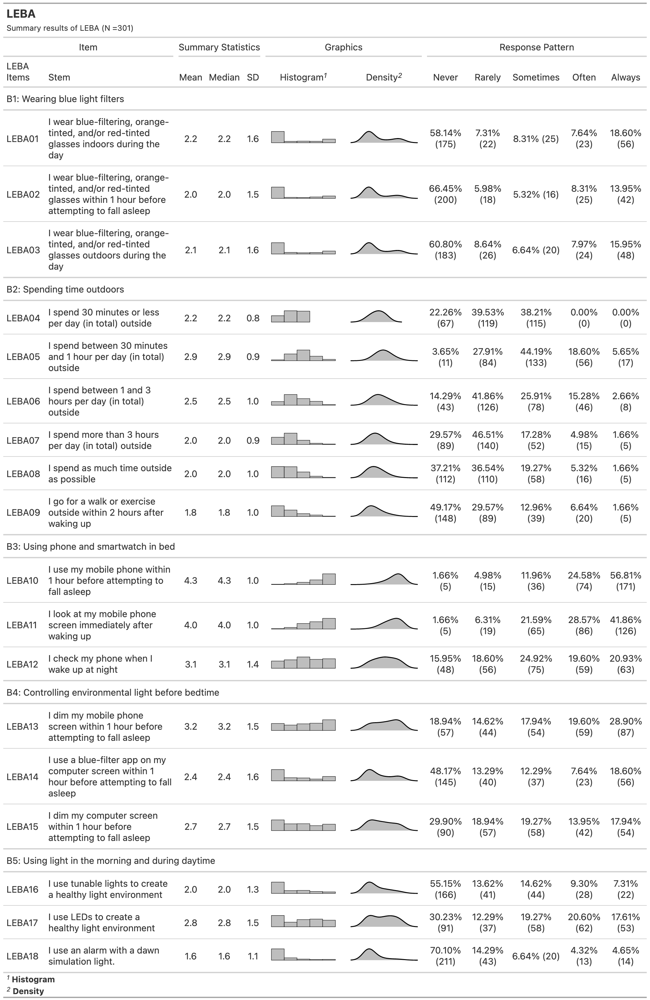 LEBA
Summary results of LEBA (N =301)
Item Summary Statistics Graphics Response Pattern
LEBA
Items Stem Mean Median SD Histogram1 Density2 Never Rarely Sometimes Often Always
B1: Wearing blue light filters
I wear blue-filtering, orange-
tinted, and/or red-tinted
glasses indoors during the
day
LEBA01 2.2 2.2 1.6 58.14% (175) 7.31% (22) 8.31% (25) 7.64% (23) 18.60% (56)
I wear blue-filtering, orange-
tinted, and/or red-tinted
glasses within 1 hour before
attempting to fall asleep
LEBA02 2.0 2.0 1.5 66.45% (200) 5.98% (18) 5.32% (16) 8.31% (25) 13.95% (42)
I wear blue-filtering, orange-
tinted, and/or red-tinted
glasses outdoors during the
day
LEBA03 2.1 2.1 1.6 60.80% (183) 8.64% (26) 6.64% (20) 7.97% (24) 15.95% (48)
B2: Spending time outdoors
I spend 30 minutes or less
per day (in total) outside
LEBA04 2.2 2.2 0.8 22.26% (67) 39.53% (119) 38.21% (115) 0.00% (0) 0.00% (0)
I spend between 30 minutes
and 1 hour per day (in total)
outside
LEBA05 2.9 2.9 0.9 3.65% (11) 27.91% (84) 44.19% (133) 18.60% (56) 5.65% (17)
I spend between 1 and 3
hours per day (in total)
outside
LEBA06 2.5 2.5 1.0 14.29% (43) 41.86% (126) 25.91% (78) 15.28% (46) 2.66% (8)
I spend more than 3 hours
per day (in total) outside
LEBA07 2.0 2.0 0.9 29.57% (89) 46.51% (140) 17.28% (52) 4.98% (15) 1.66% (5)
I spend as much time outside
as possible
LEBA08 2.0 2.0 1.0 37.21% (112) 36.54% (110) 19.27% (58) 5.32% (16) 1.66% (5)
I go for a walk or exercise
outside within 2 hours after
waking up
LEBA09 1.8 1.8 1.0 49.17% (148) 29.57% (89) 12.96% (39) 6.64% (20) 1.66% (5)
B3: Using phone and smartwatch in bed
I use my mobile phone within
1 hour before attempting to
fall asleep
LEBA10 4.3 4.3 1.0 1.66% (5) 4.98% (15) 11.96% (36) 24.58% (74) 56.81% (171)
I look at my mobile phone
screen immediately after
waking up
LEBA11 4.0 4.0 1.0 1.66% (5) 6.31% (19) 21.59% (65) 28.57% (86) 41.86% (126)
I check my phone when I
wake up at night
LEBA12 3.1 3.1 1.4 15.95% (48) 18.60% (56) 24.92% (75) 19.60% (59) 20.93% (63)
B4: Controlling environmental light before bedtime
I dim my mobile phone
screen within 1 hour before
attempting to fall asleep
LEBA13 3.2 3.2 1.5 18.94% (57) 14.62% (44) 17.94% (54) 19.60% (59) 28.90% (87)
I use a blue-filter app on my
computer screen within 1
hour before attempting to fall
asleep
LEBA14 2.4 2.4 1.6 48.17% (145) 13.29% (40) 12.29% (37) 7.64% (23) 18.60% (56)
I dim my computer screen
within 1 hour before
attempting to fall asleep
LEBA15 2.7 2.7 1.5 29.90% (90) 18.94% (57) 19.27% (58) 13.95% (42) 17.94% (54)
B5: Using light in the morning and during daytime
I use tunable lights to create
a healthy light environment
LEBA16 2.0 2.0 1.3 55.15% (166) 13.62% (41) 14.62% (44) 9.30% (28) 7.31% (22)
I use LEDs to create a
healthy light environment
LEBA17 2.8 2.8 1.5 30.23% (91) 12.29% (37) 19.27% (58) 20.60% (62) 17.61% (53)
I use an alarm with a dawn
simulation light.
LEBA18 1.6 1.6 1.1 70.10% (211) 14.29% (43) 6.64% (20) 4.32% (13) 4.65% (14)
1 Histogram
2 Density